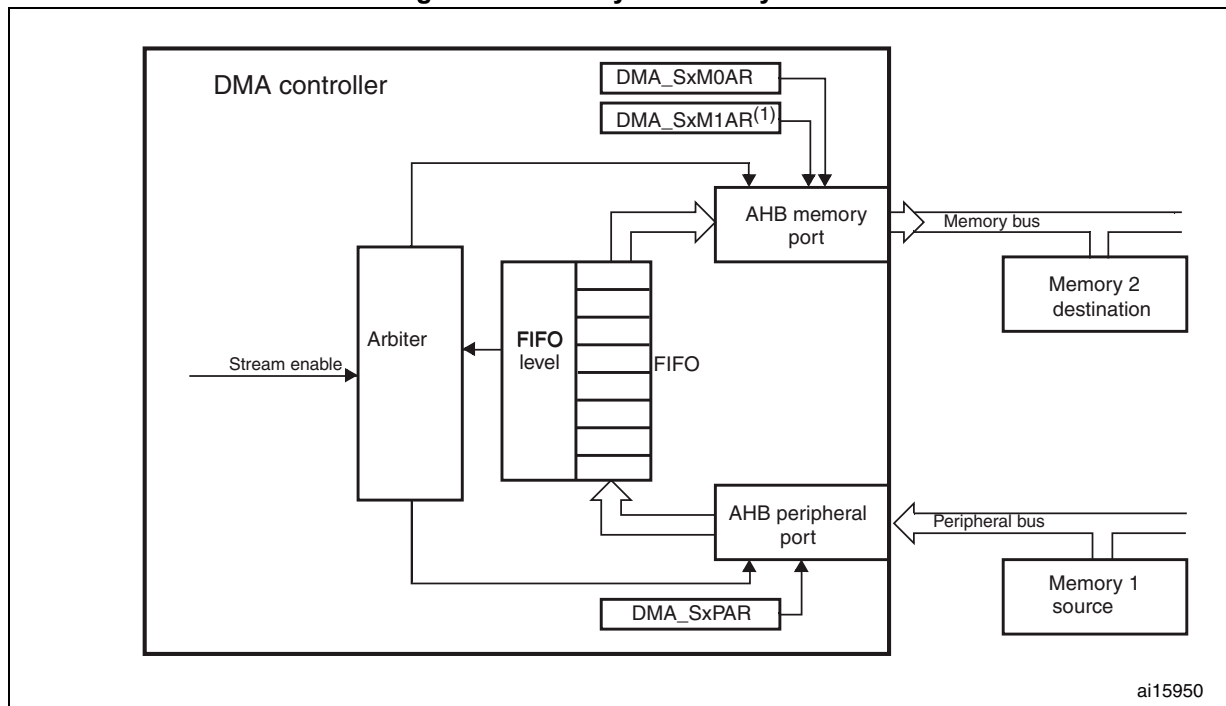 DMA controller
DMA_SxM0AR
DMA_SxM1AR(1)
AHB memory
port
Memory bus
Memory 2
destination
Arbiter
FIFO
level
FIFO
Stream enable
AHB peripheral
port
Peripheral bus
Memory 1
source
DMA_SxPAR
ai15950